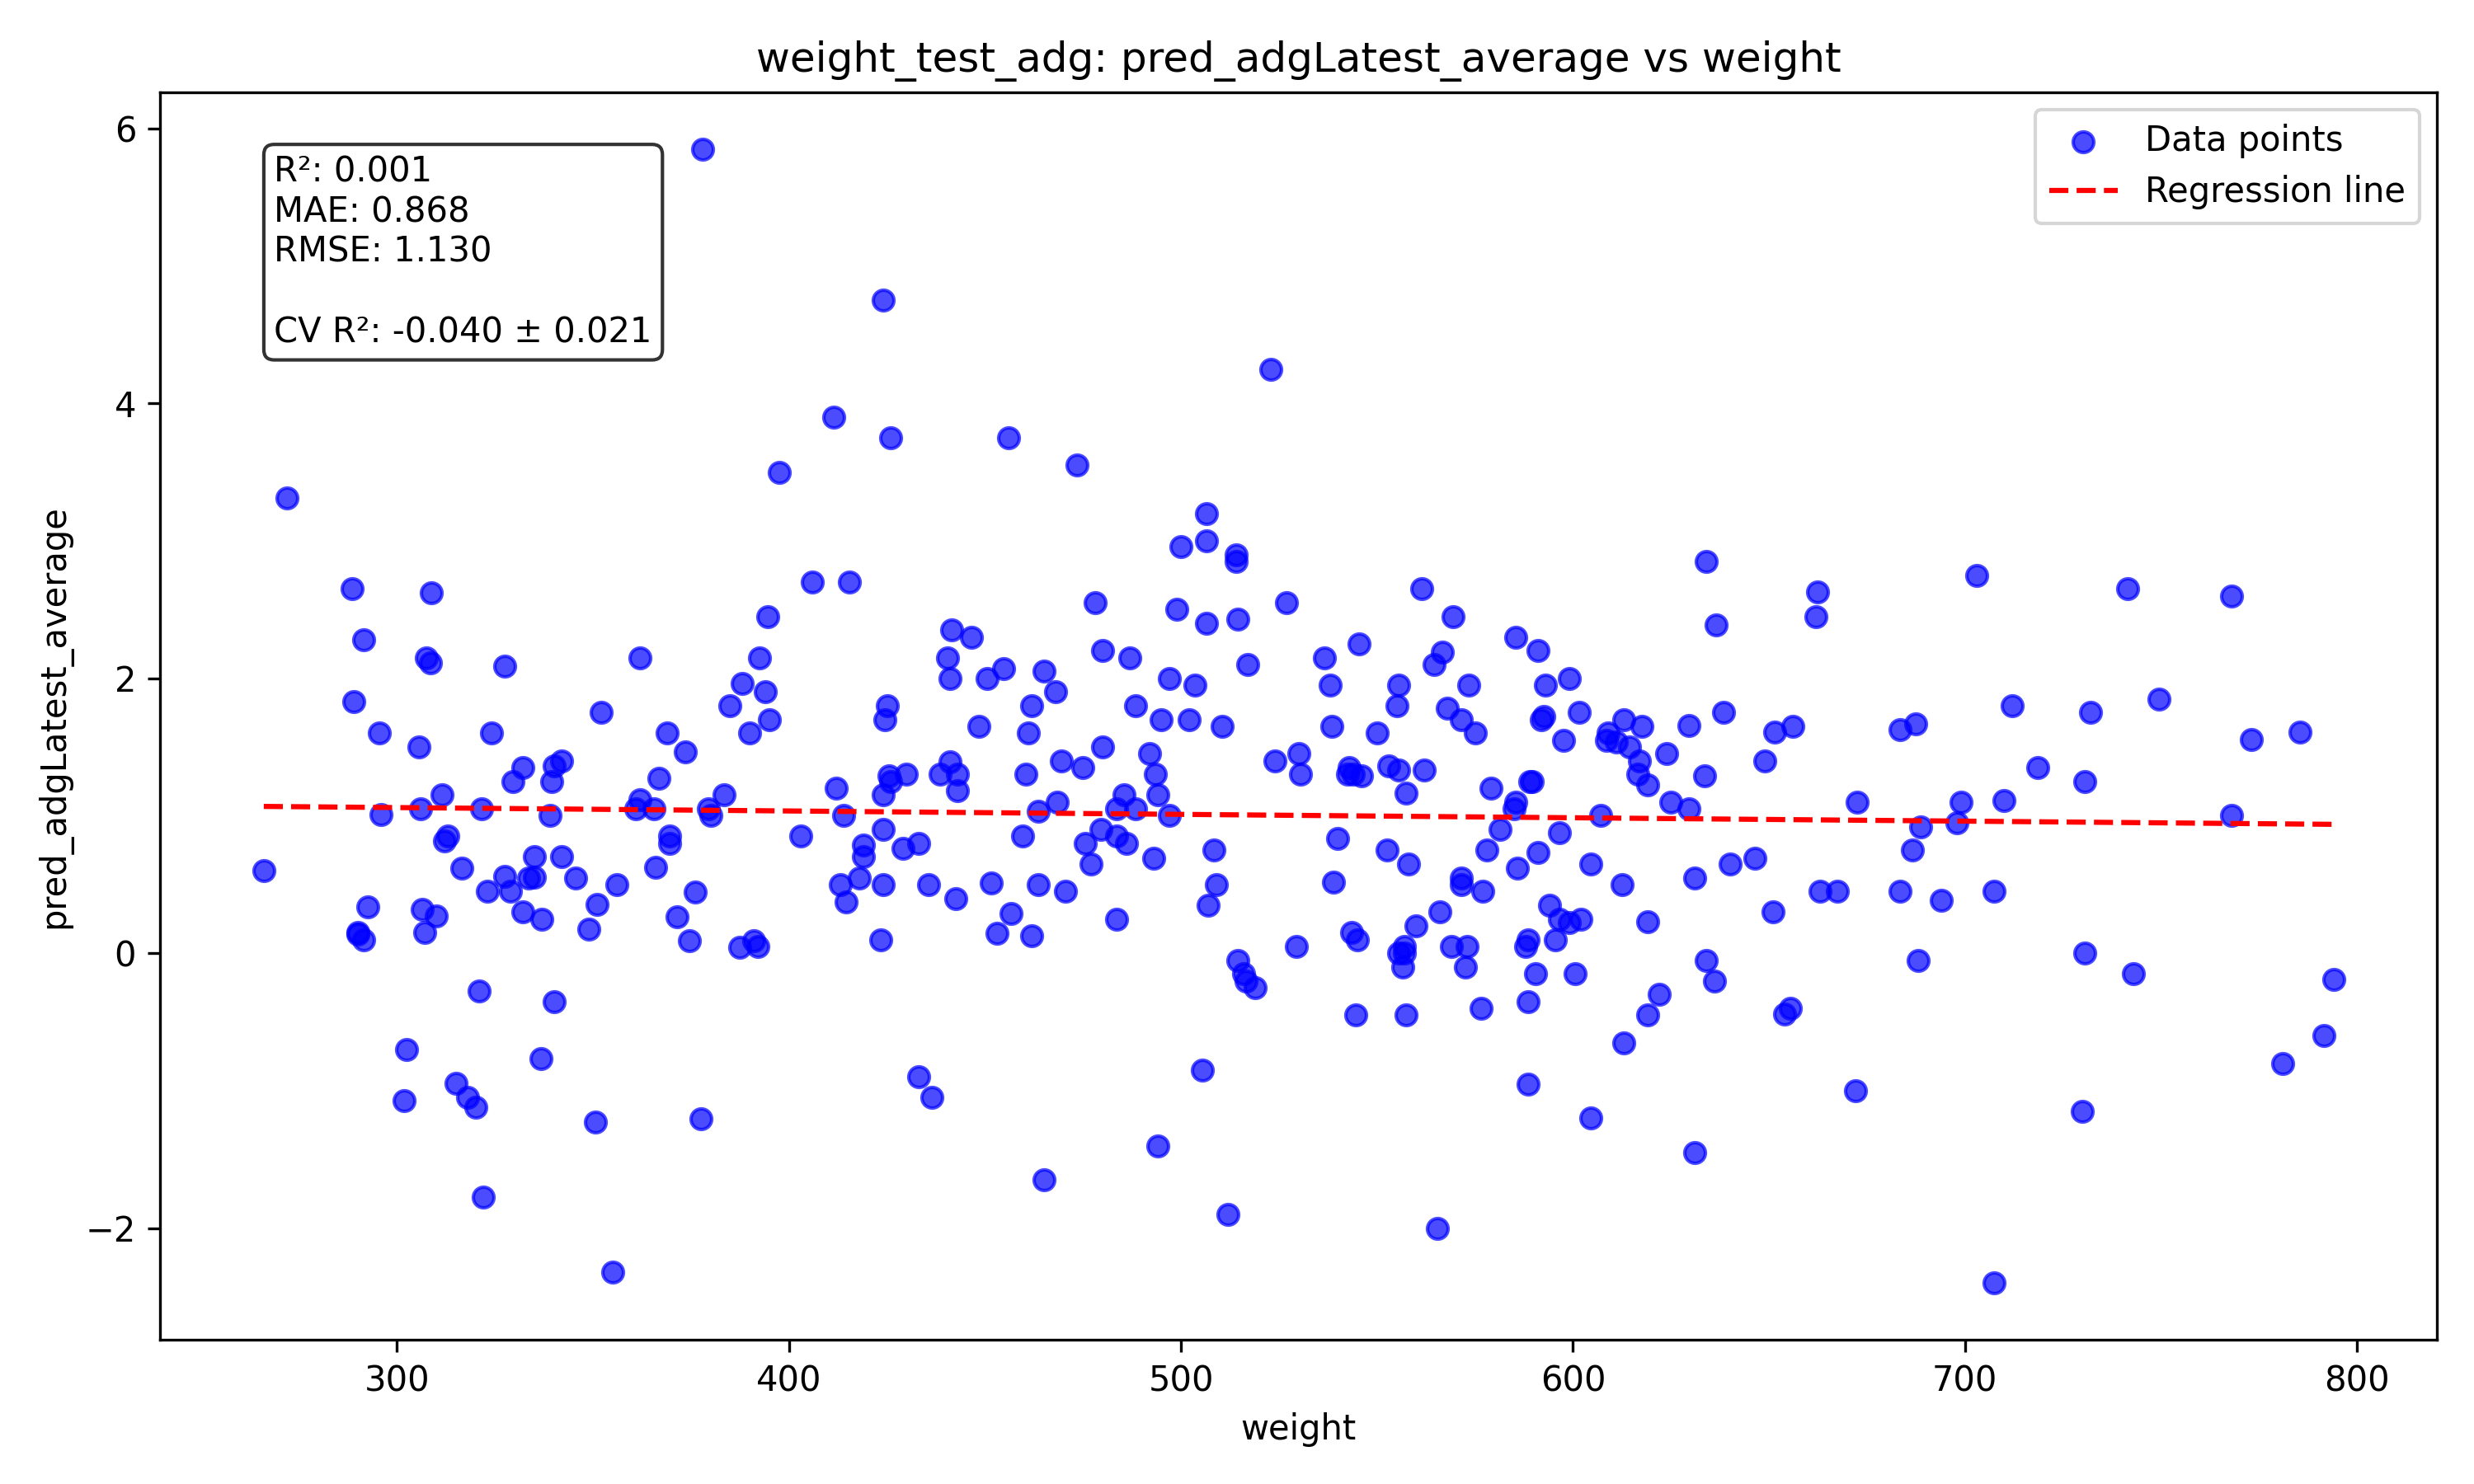 weight_test_adg: pred_adgLatest_average vs weight
R²: 0.001
MAE: 0.868
RMSE: 1.130
CV R²: -0.040 ± 0.021
Data points
Regression line
pred_adgLatest_average
6
4
2
0
−2
300 400 500 600 700 800
weight